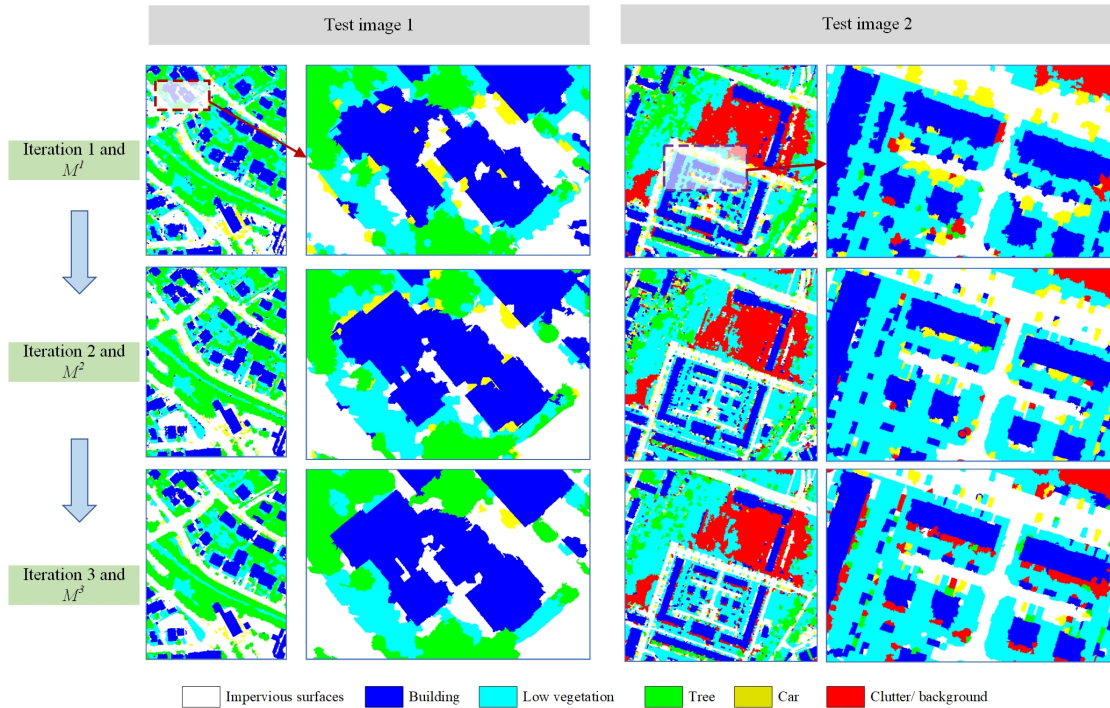 Test image 1
Test image 2
Iteration 1 and
M¹
Iteration 2 and
M²
Iteration 3 and
M³
Impervious surfaces
Building
Low vegetation
Tree
Car
Clutter/ background